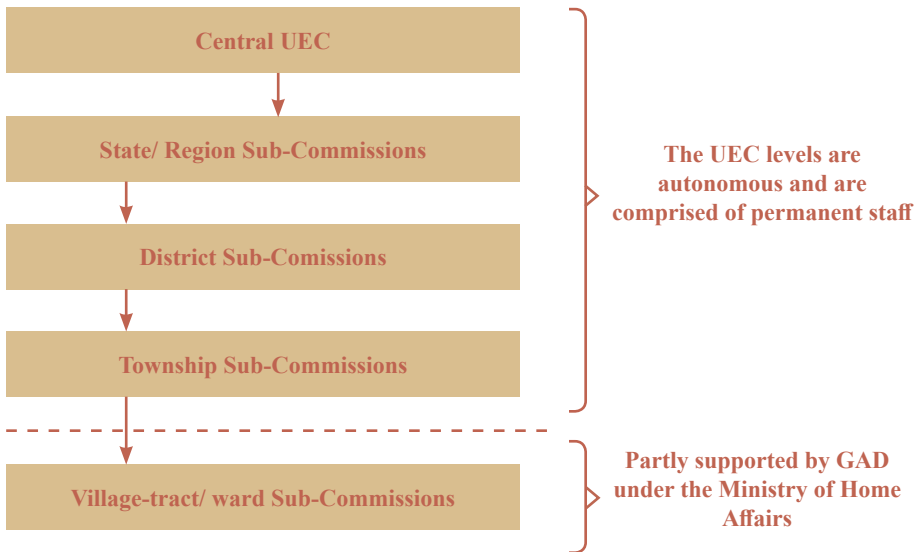 Central UEC
State/ Region Sub-Commissions
District Sub-Comissions
Township Sub-Commissions
Village-tract/ ward Sub-Commissions
The UEC levels are
autonomous and are
comprised of permanent staff
Partly supported by GAD
under the Ministry of Home
Affairs